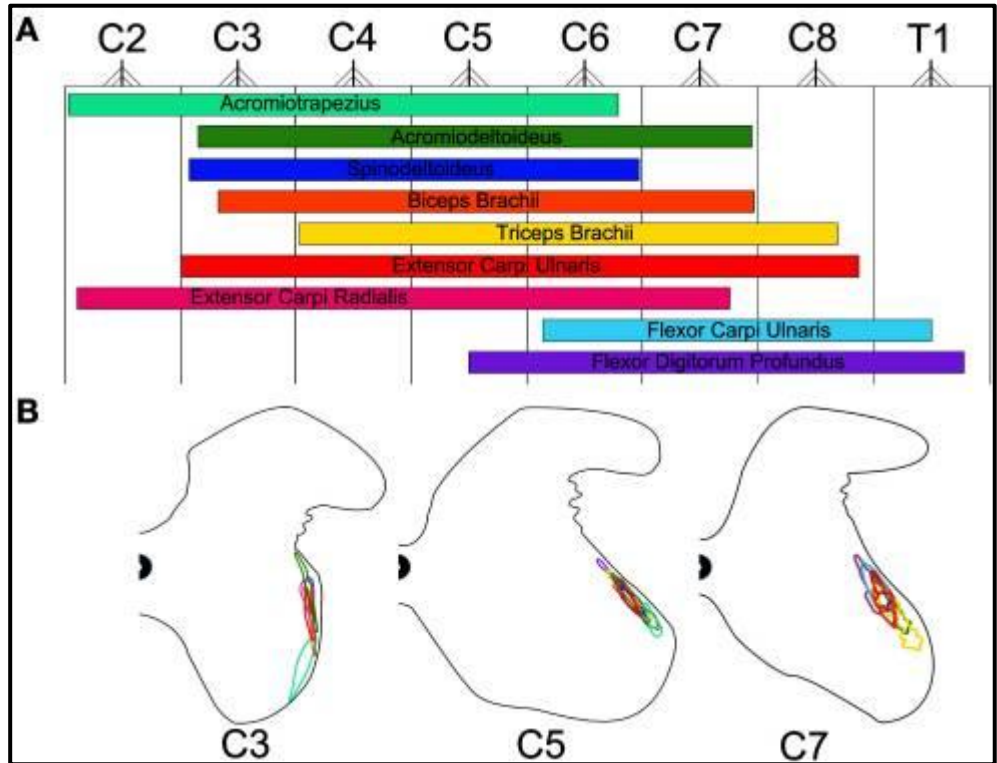 A
C2 C3 C4 C5 C6 C7 C8 T1
Acromiotrapezius
Acromiodeltoideus
Spinodeltoideus
Biceps Brachii
Triceps Brachii
Extensor Carpi Ulnaris
Extensor Carpi Radialis
Flexor Carpi Ulnaris
Flexor Digitorum Profundus
B
C3 C5 C7